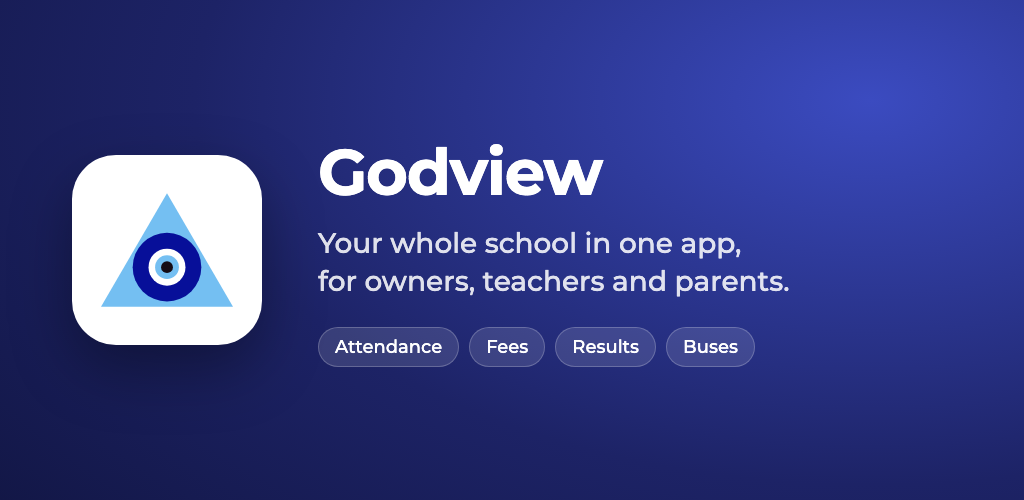 Godview
Your whole school in one app,
for owners, teachers and parents.
Attendance Fees Results Buses